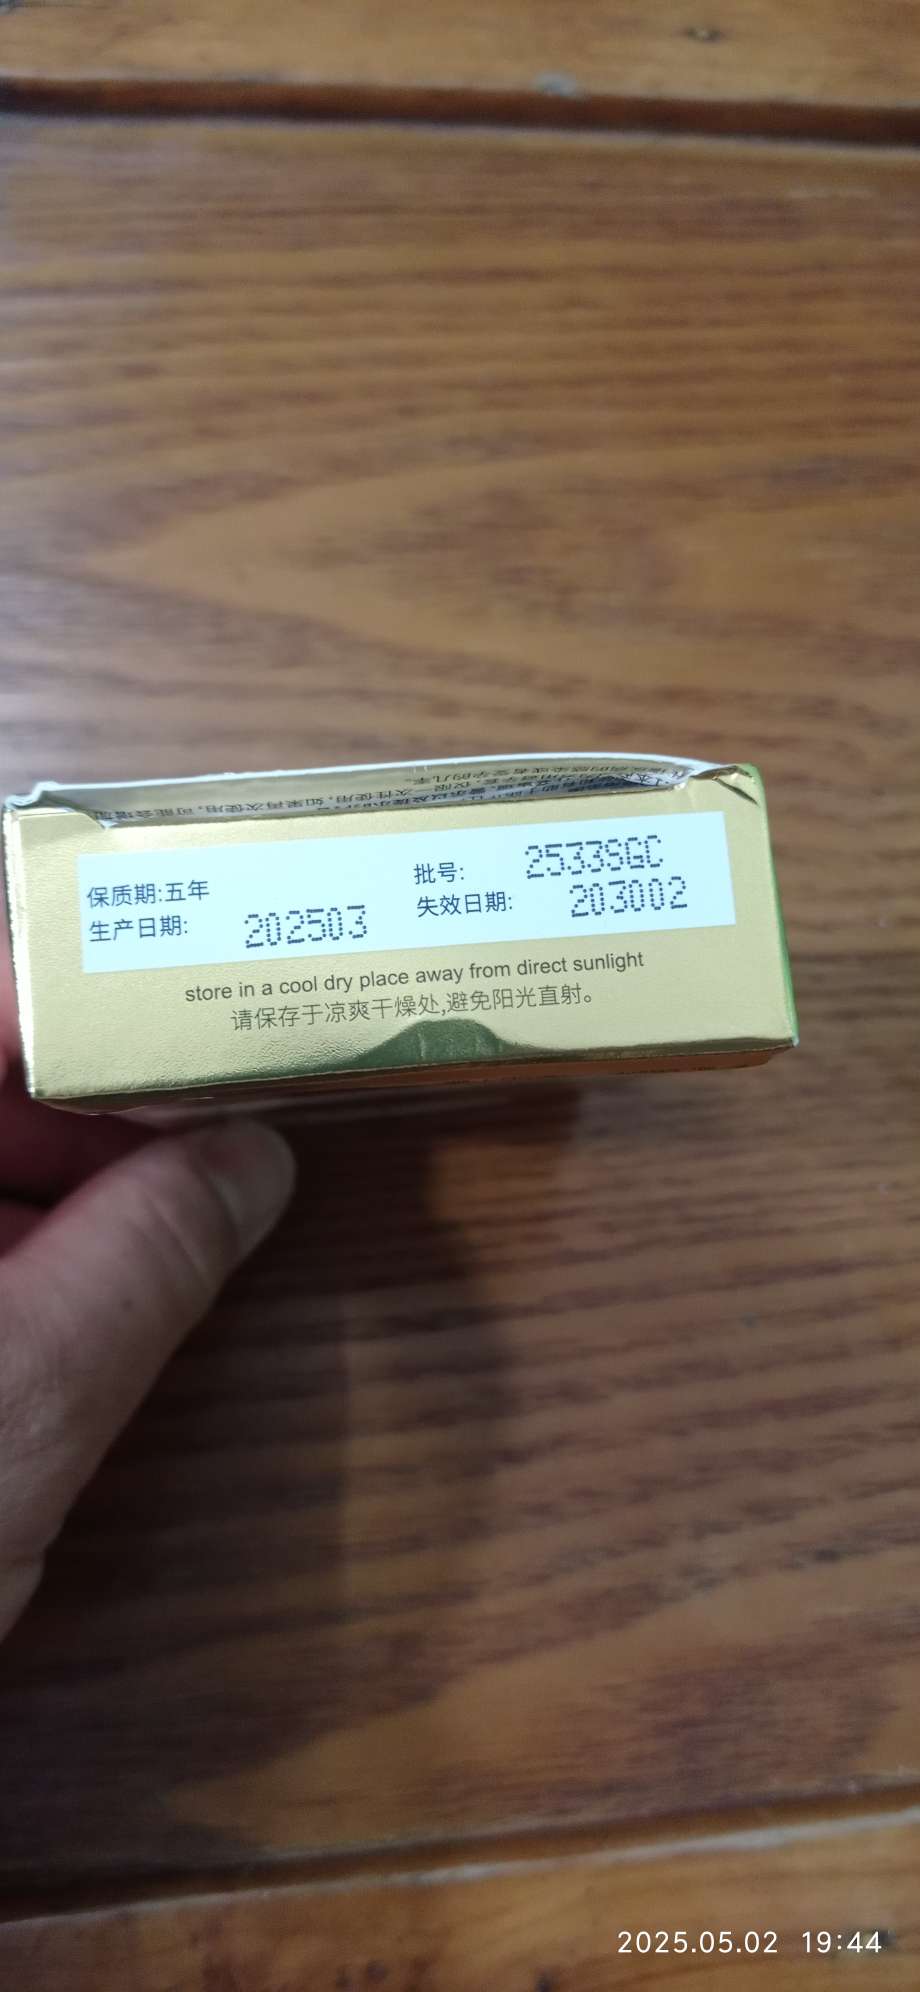 保质期:五年
生产日期: 202503
批号: 2533SGC
失效日期: 203002
store in a cool dry place away from direct sunlight
请保存于凉爽干燥处,避免阳光直射。
2025.05.02 19:44